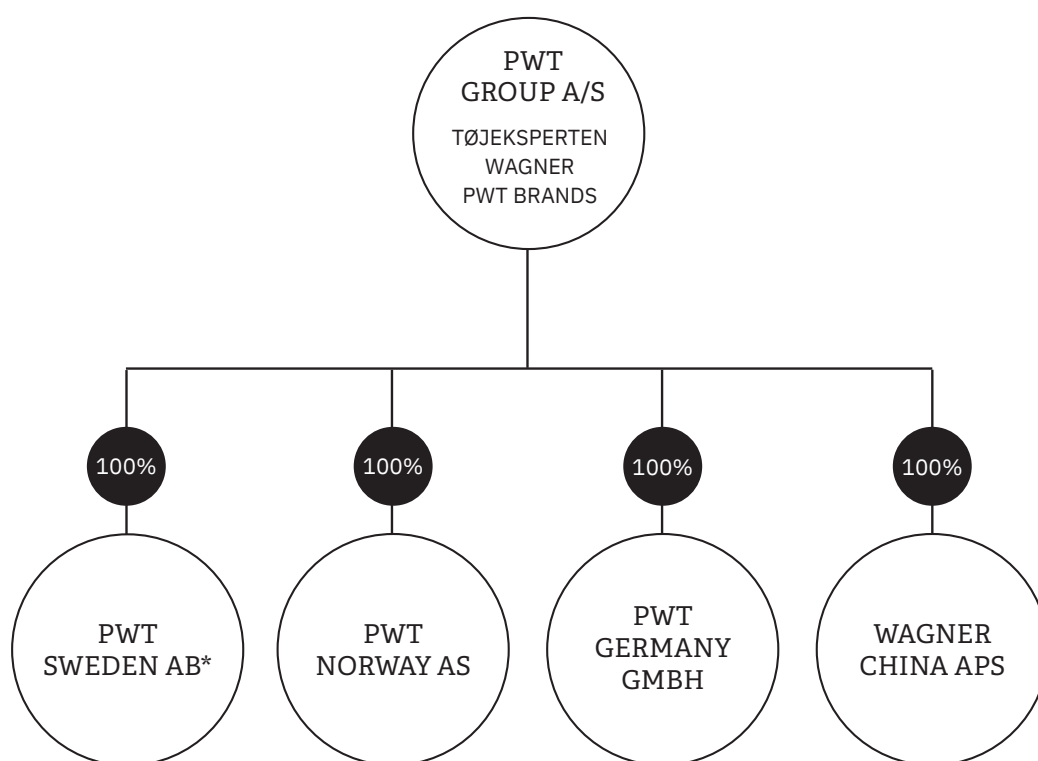 PWT
GROUP A/S
TØJEKSPERTEN
WAGNER
PWT BRANDS
100%
100%
100%
100%
PWT
SWEDEN AB*
PWT
NORWAY AS
PWT
GERMANY
GMBH
WAGNER
CHINA APS